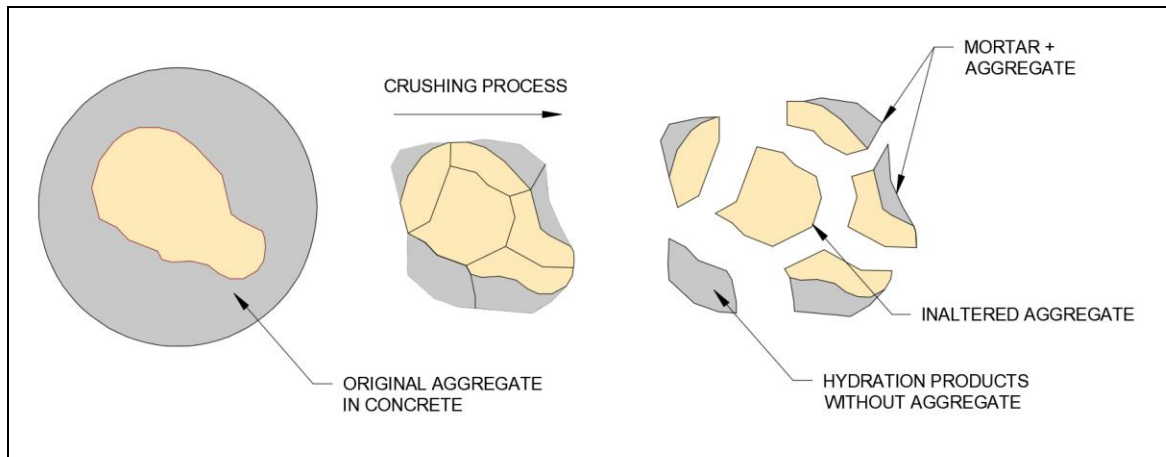 CRUSHING PROCESS
MORTAR +
AGGREGATE
ORIGINAL AGGREGATE
IN CONCRETE
INALTERED AGGREGATE
HYDRATION PRODUCTS
WITHOUT AGGREGATE